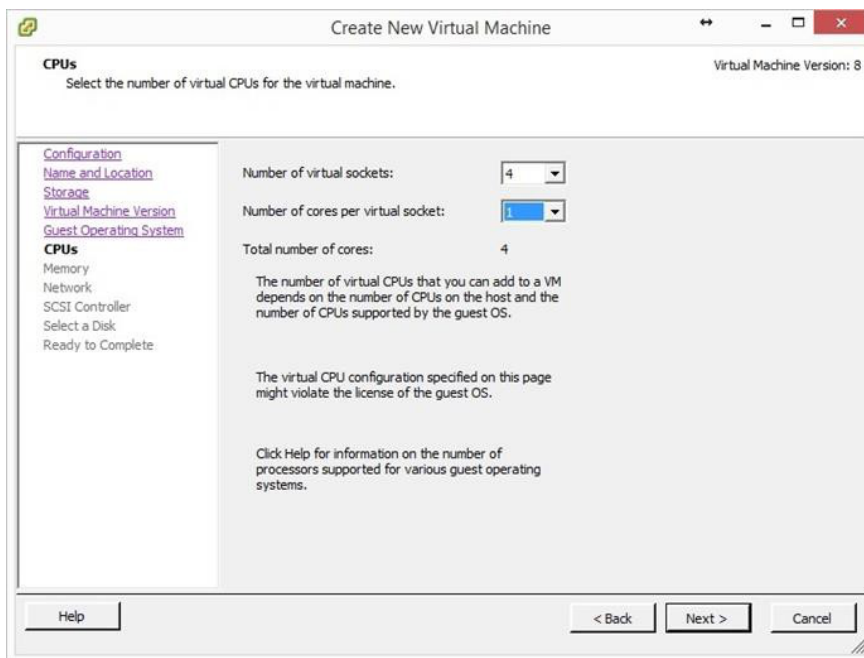 Create New Virtual Machine
CPUs
Select the number of virtual CPUs for the virtual machine.
Virtual Machine Version: 8
Configuration
Name and Location
Storage
Virtual Machine Version
Guest Operating System
CPUs
Memory
Network
SCSI Controller
Select a Disk
Ready to Complete
Number of virtual sockets: 4
Number of cores per virtual socket: 1
Total number of cores: 4
The number of virtual CPUs that you can add to a VM
depends on the number of CPUs on the host and the
number of CPUs supported by the guest OS.
The virtual CPU configuration specified on this page
might violate the license of the guest OS.
Click Help for information on the number of
processors supported for various guest operating
systems.
Help
< Back
Next >
Cancel